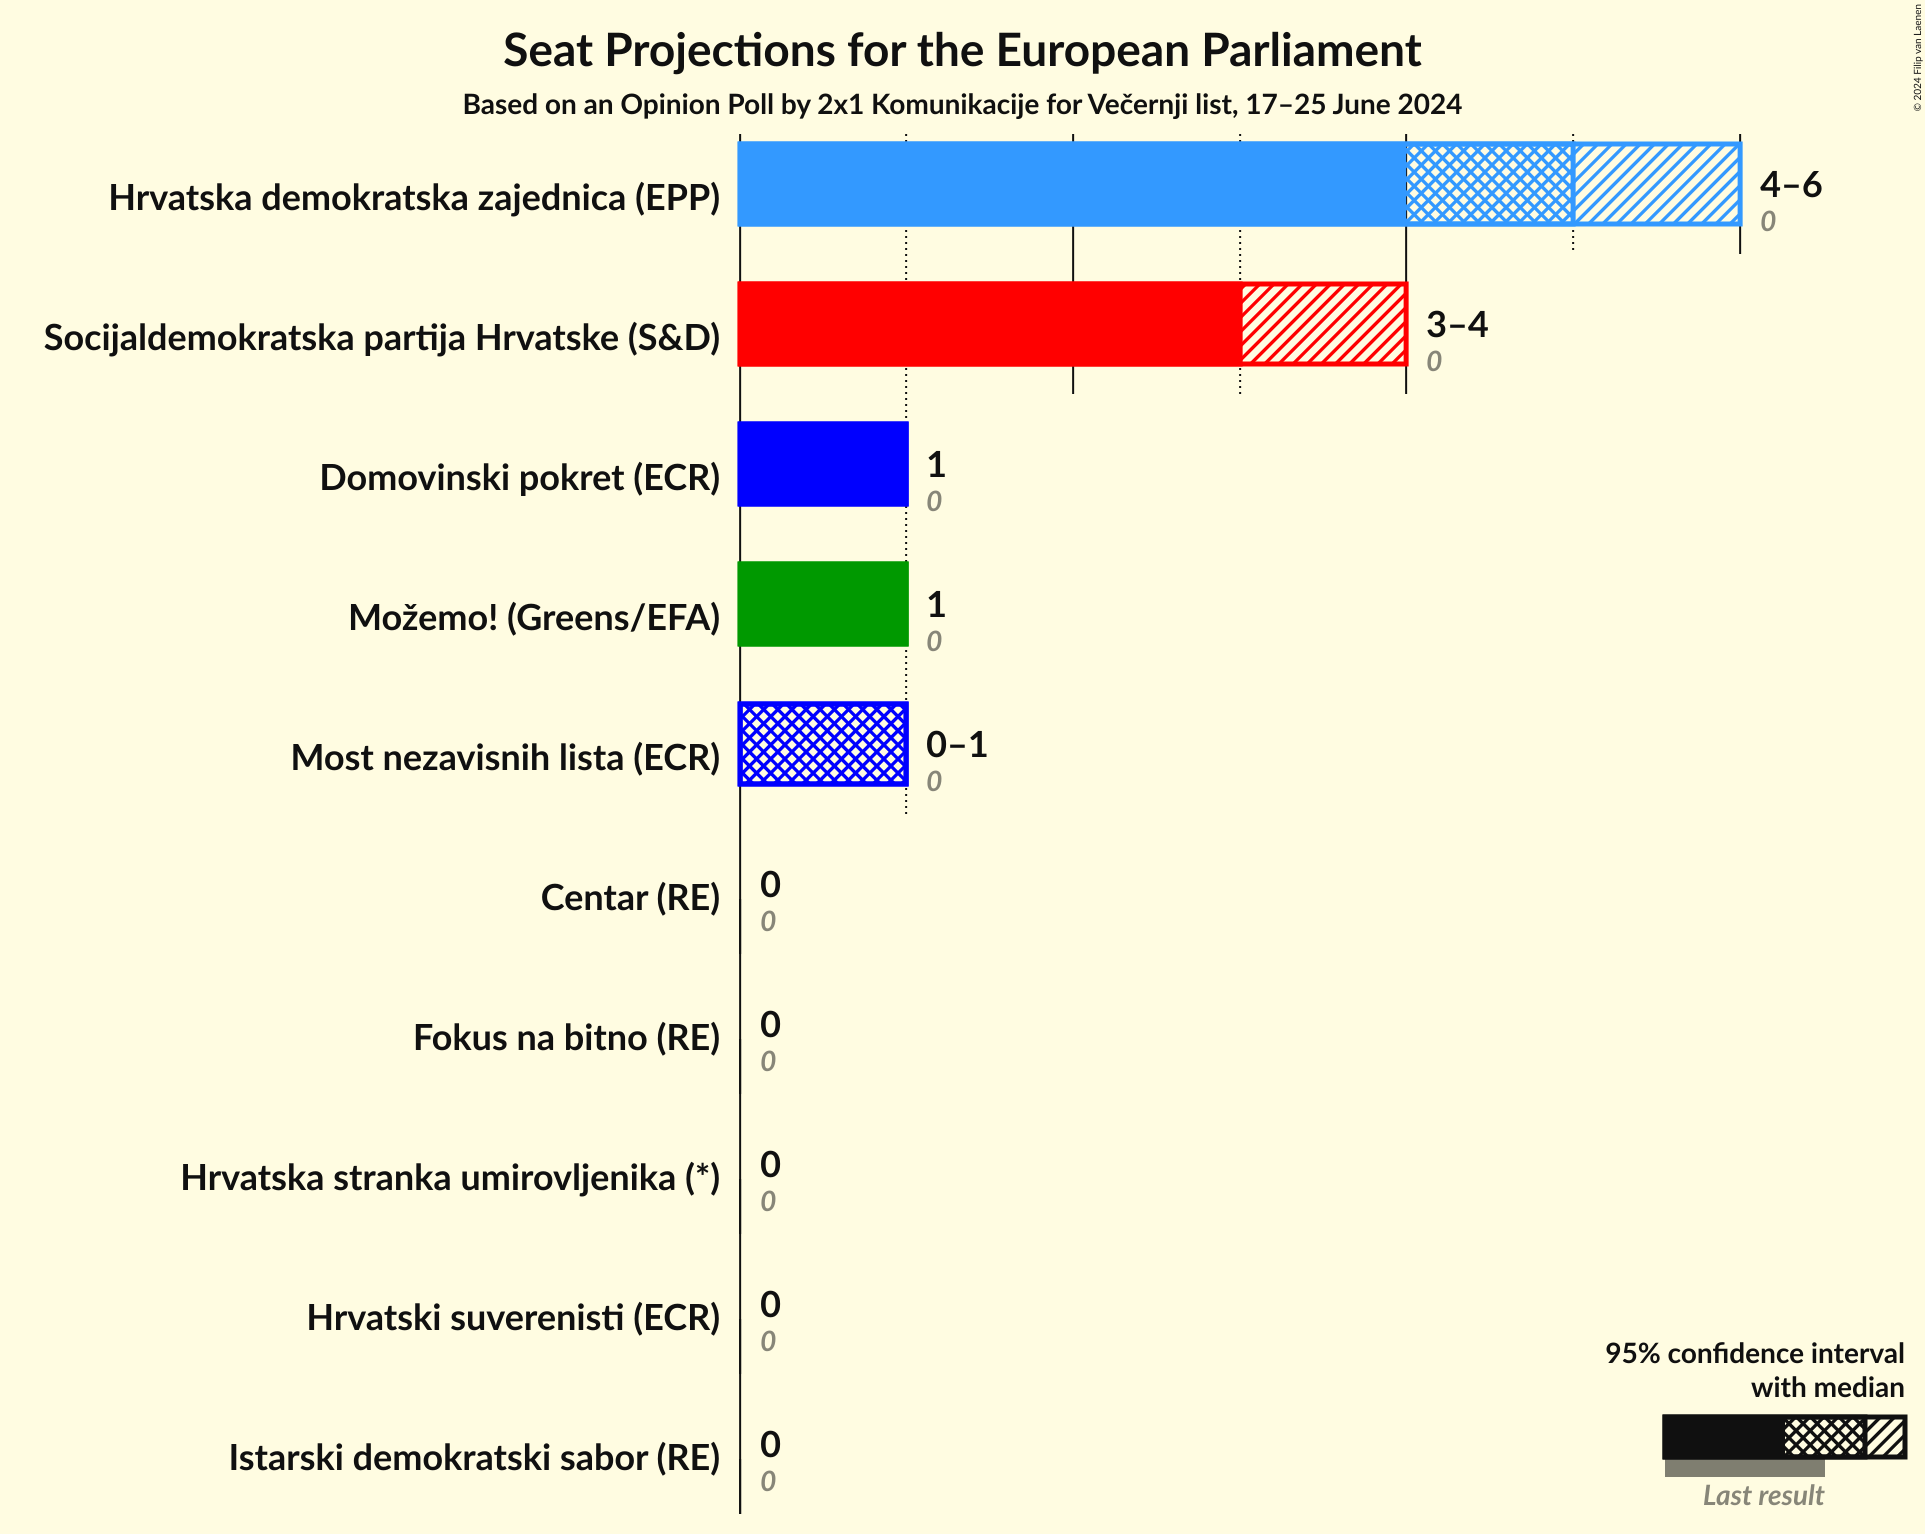 Seat Projections for the European Parliament
Based on an Opinion Poll by 2x1 Komunikacije for Večernji list, 17–25 June 2024
© 2024 Filip van Laenen
Hrvatska demokratska zajednica (EPP)
4–6
0
Socijaldemokratska partija Hrvatske (S&D)
3–4
0
Domovinski pokret (ECR)
1
0
Možemo! (Greens/EFA)
1
0
Most nezavisnih lista (ECR)
0–1
0
Centar (RE)
0
0
Fokus na bitno (RE)
0
0
Hrvatska stranka umirovljenika (*)
0
0
Hrvatski suverenisti (ECR)
0
0
Istarski demokratski sabor (RE)
0
0
95% confidence interval
with median
Last result